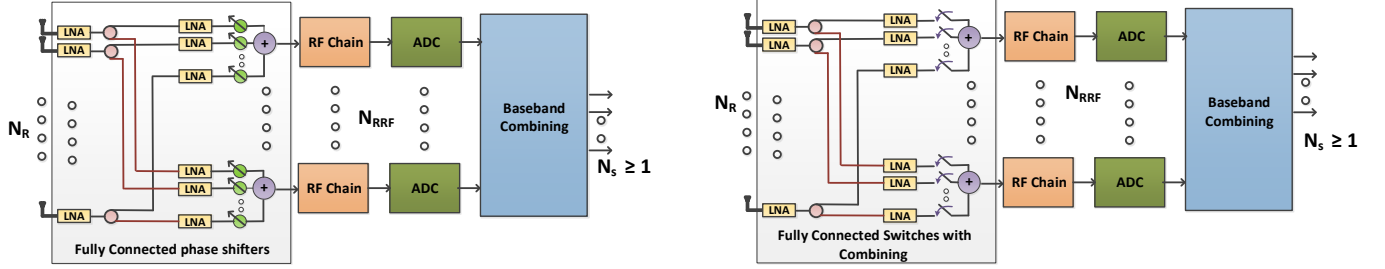 LNA
LNA
LNA
LNA
LNA
+
RF Chain
ADC
N_R
N_RRF
Baseband
Combining
N_s ≥ 1
LNA
LNA
LNA
LNA
+
RF Chain
ADC
Fully Connected phase shifters
LNA
LNA
LNA
LNA
LNA
+
RF Chain
ADC
N_R
N_RRF
Baseband
Combining
N_s ≥ 1
LNA
LNA
LNA
LNA
+
RF Chain
ADC
Fully Connected Switches with
Combining